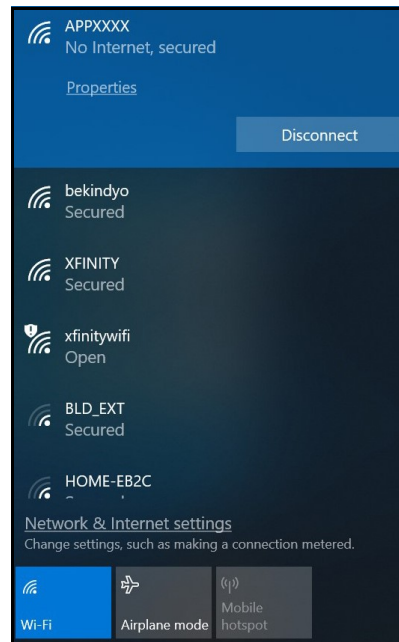 APPXXXX
No Internet, secured
Properties
Disconnect
bekindyo
Secured
XFINITY
Secured
xfinitywifi
Open
BLD_EXT
Secured
HOME-EB2C
Network & Internet settings
Change settings, such as making a connection metered.
Wi-Fi
Airplane mode
Mobile
hotspot